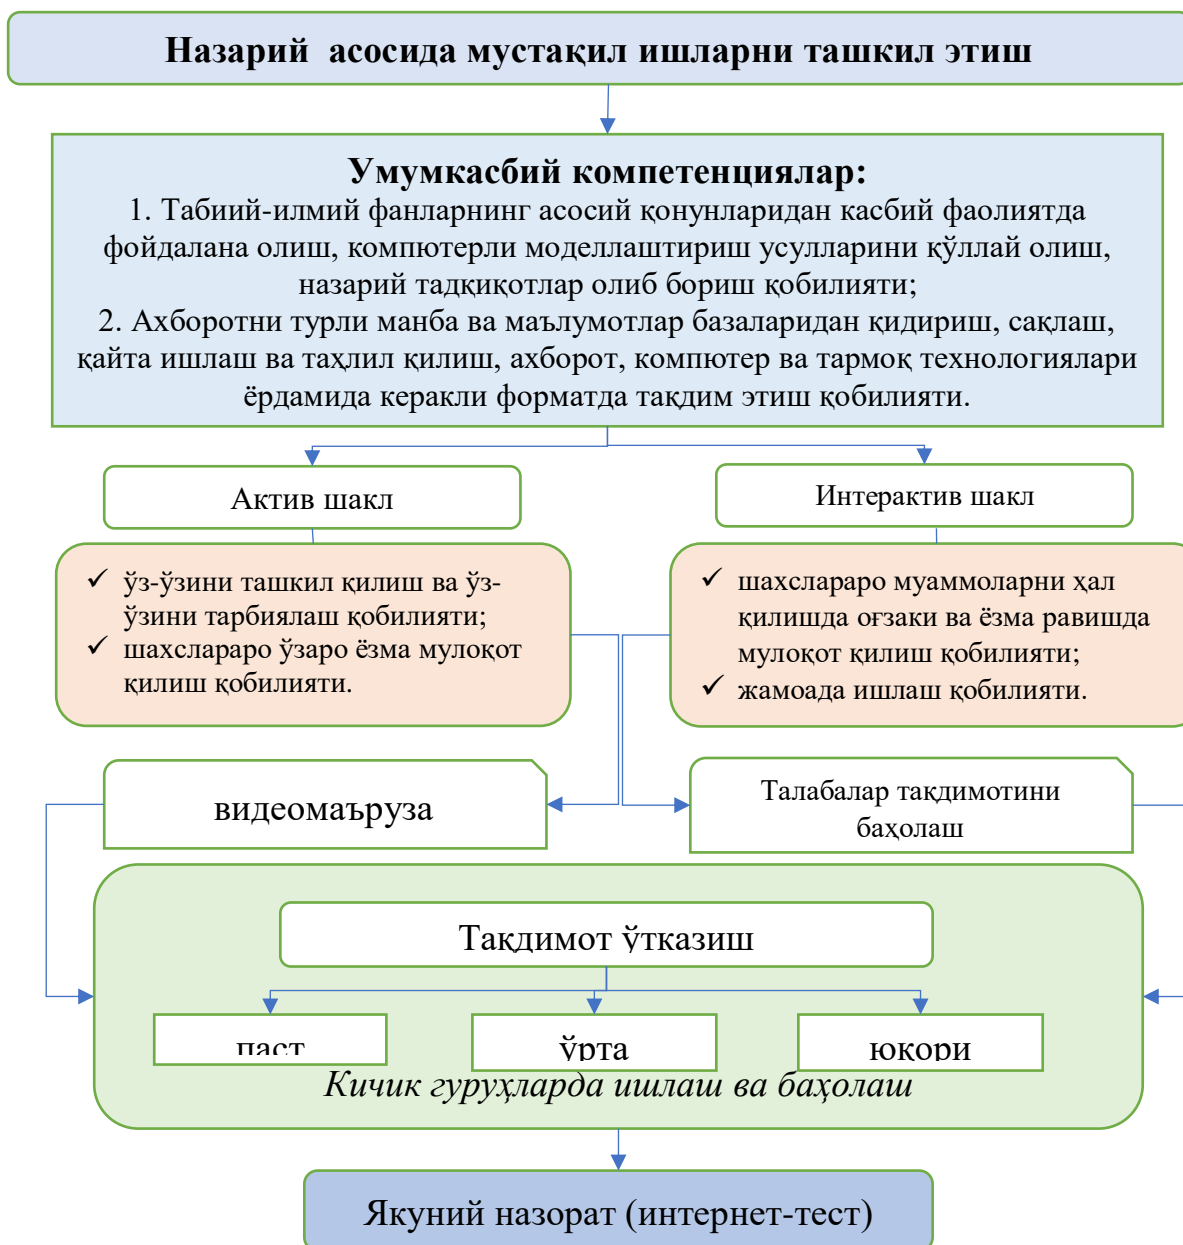 Назарий асосида мустақил ишларни ташкил этиш
Умумкасбий компетенциялар:
1. Табиий-илмий фанларнинг асосий қонунларидан касбий фаолиятда
фойдалана олиш, компютерли моделлаштириш усулларини қўллай олиш,
назарий тадқиқотлар олиб бориш қобилияти;
2. Ахборотни турли манба ва маълумотлар базаларидан қидириш, сақлаш,
қайта ишлаш ва таҳлил қилиш, ахборот, компютер ва тармоқ технологиялари
ёрдамида керакли форматда тақдим этиш қобилияти.
Актив шакл
Интерактив шакл
✓ ўз-ўзини ташкил қилиш ва ўз-
ўзини тарбиялаш қобилияти;
✓ шахслараро ўзаро ёзма мулоқот
қилиш қобилияти.
✓ шахслараро муаммоларни ҳал
қилишда оғзаки ва ёзма равишда
мулоқот қилиш қобилияти;
✓ жамоада ишлаш қобилияти.
видеомаъруза
Талабалар тақдимотини
баҳолаш
Тақдимот ўтказиш
паст
ўрта
юқори
Кичик гуруҳларда ишлаш ва баҳолаш
Якуний назорат (интернет-тест)